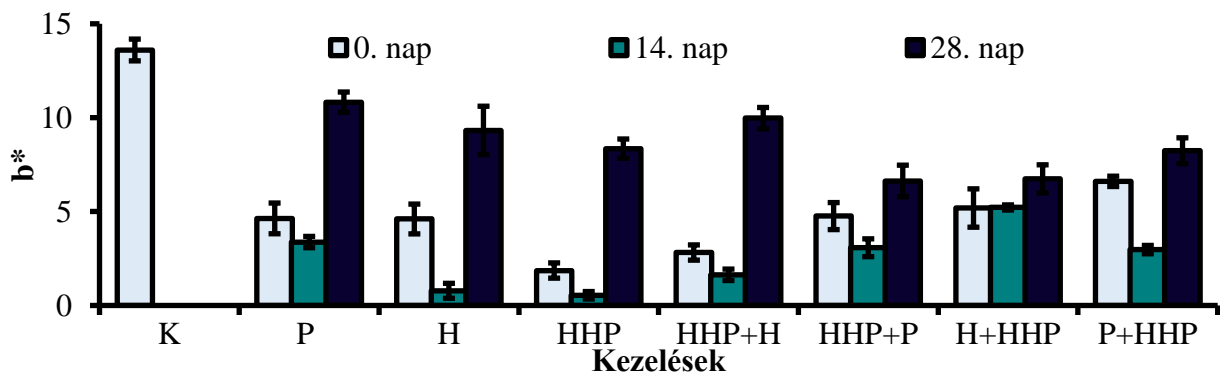 15
0. nap 14. nap 28. nap
10
b*
5
0
K P H HHP HHP+H HHP+P H+HHP P+HHP
Kezelések